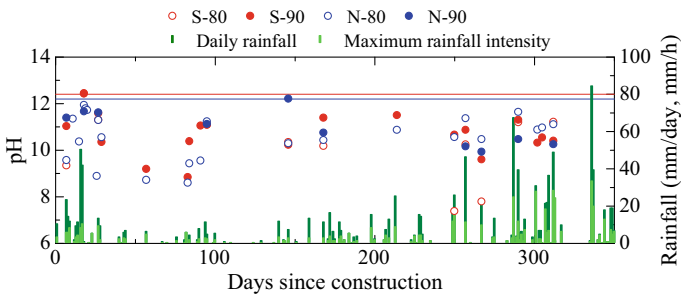 S-80 S-90 N-80 N-90
Daily rainfall Maximum rainfall intensity
14 100
12 80
10 60
8 40
6 20
0
pH
Rainfall (mm/day, mm/h)
0 100 200 300
Days since construction